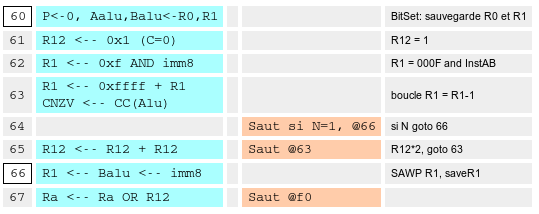 60 P<-0, Aalu,Balu<-R0,R1 BitSet: sauvegarde R0 et R1
61 R12 <-- 0x1 (C=0) R12 = 1
62 R1 <-- 0xf AND imm8 R1 = 000F and InstAB
63 R1 <-- 0xffff + R1 boucle R1 = R1-1
CNZV <-- CC(Alu)
64 Saut si N=1, @66 si N goto 66
65 R12 <-- R12 + R12 Saut @63 R12*2, goto 63
66 R1 <-- Balu <-- imm8 SAWP R1, saveR1
67 Ra <-- Ra OR R12 Saut @f0